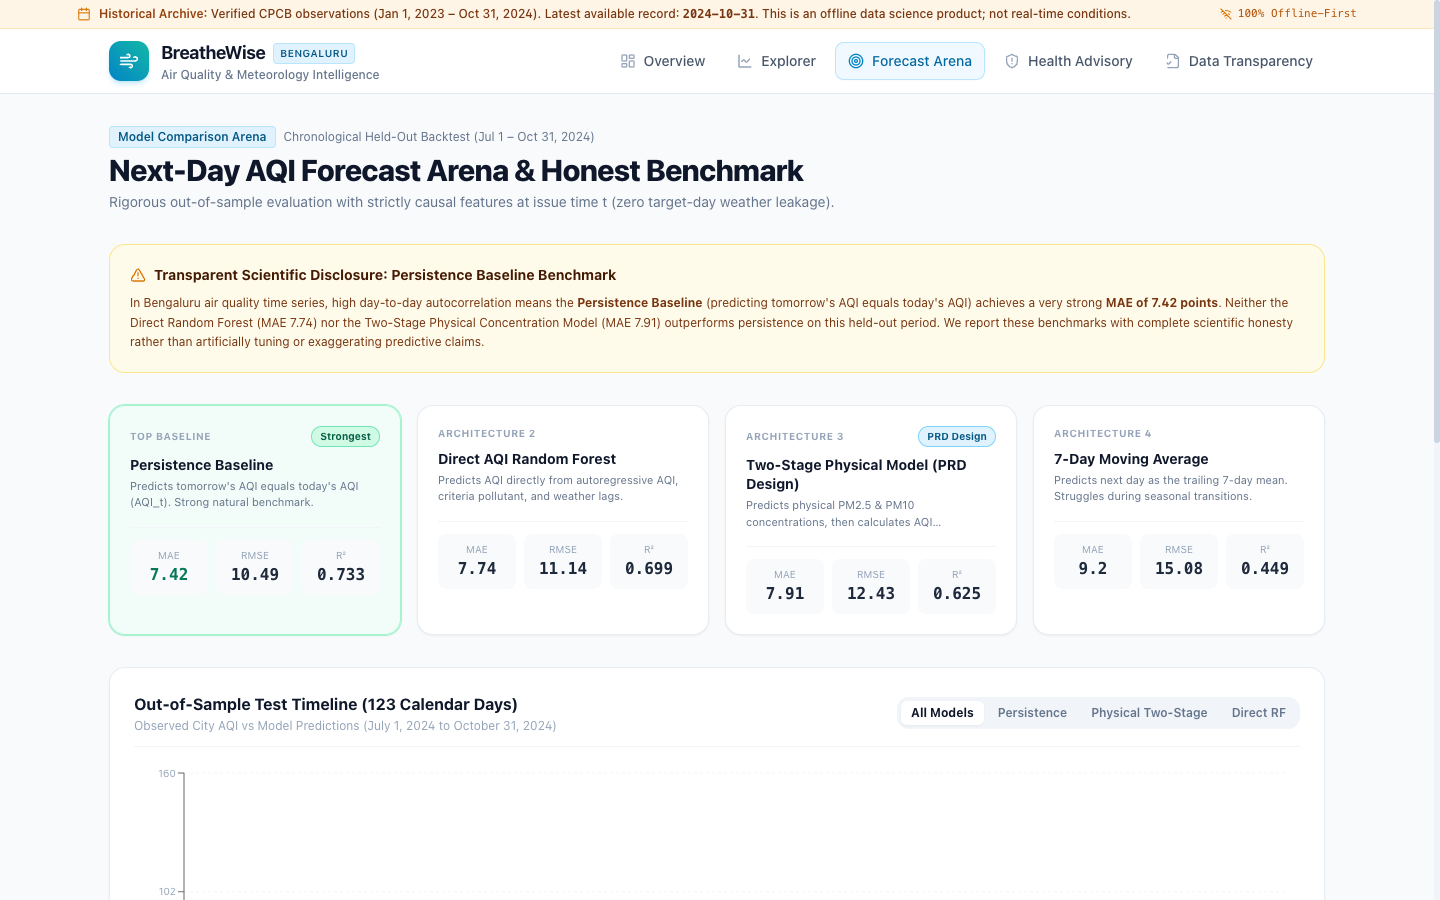 Historical Archive: Verified CPCB observations (Jan 1, 2023 – Oct 31, 2024). Latest available record: 2024-10-31. This is an offline data science product; not real-time conditions.
100% Offline-First
BreatheWise
BENGALURU
Air Quality & Meteorology Intelligence
Overview
Explorer
Forecast Arena
Health Advisory
Data Transparency
Model Comparison Arena
Chronological Held-Out Backtest (Jul 1 – Oct 31, 2024)
Next-Day AQI Forecast Arena & Honest Benchmark
Rigorous out-of-sample evaluation with strictly causal features at issue time t (zero target-day weather leakage).
Transparent Scientific Disclosure: Persistence Baseline Benchmark
In Bengaluru air quality time series, high day-to-day autocorrelation means the Persistence Baseline (predicting tomorrow's AQI equals today's AQI) achieves a very strong MAE of 7.42 points. Neither the
Direct Random Forest (MAE 7.74) nor the Two-Stage Physical Concentration Model (MAE 7.91) outperforms persistence on this held-out period. We report these benchmarks with complete scientific honesty
rather than artificially tuning or exaggerating predictive claims.
TOP BASELINE
Strongest
Persistence Baseline
Predicts tomorrow's AQI equals today's AQI
(AQI_t). Strong natural benchmark.
MAE
7.42
RMSE
10.49
R²
0.733
ARCHITECTURE 2
Direct AQI Random Forest
Predicts AQI directly from autoregressive AQI,
criteria pollutant, and weather lags.
MAE
7.74
RMSE
11.14
R²
0.699
ARCHITECTURE 3
PRD Design
Two-Stage Physical Model (PRD
Design)
Predicts physical PM2.5 & PM10
concentrations, then calculates AQI...
MAE
7.91
RMSE
12.43
R²
0.625
ARCHITECTURE 4
7-Day Moving Average
Predicts next day as the trailing 7-day mean.
Struggles during seasonal transitions.
MAE
9.2
RMSE
15.08
R²
0.449
Out-of-Sample Test Timeline (123 Calendar Days)
Observed City AQI vs Model Predictions (July 1, 2024 to October 31, 2024)
All Models
Persistence
Physical Two-Stage
Direct RF
160
102